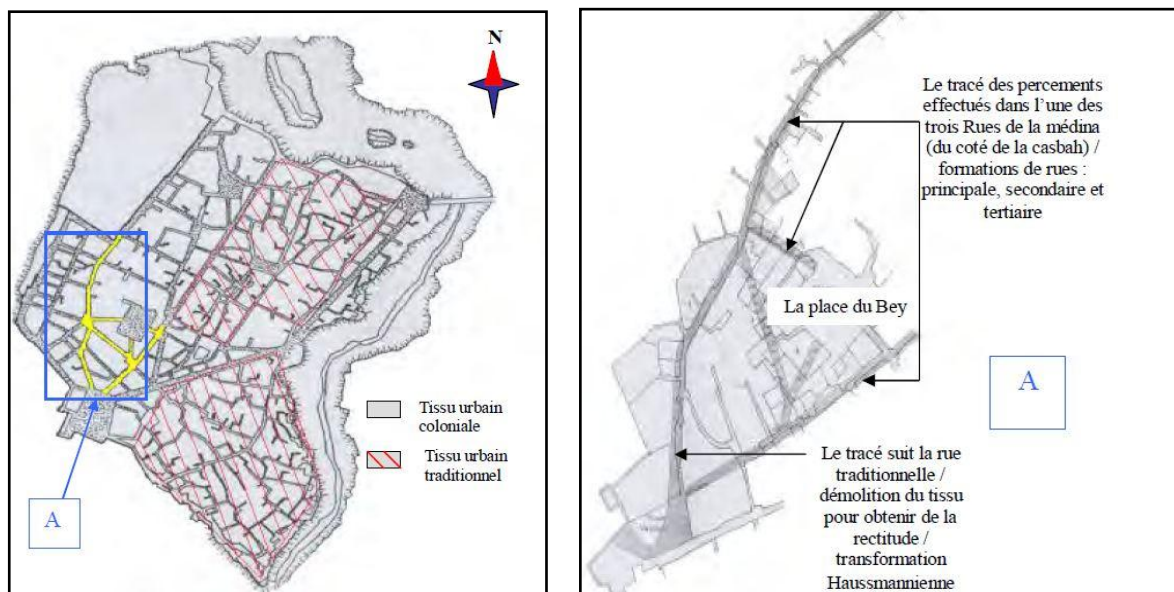 N
Tissu urbain
coloniale
Tissu urbain
traditionnel
A
Le tracé des percements
effectués dans l'une des
trois Rues de la médina
(du coté de la casbah) /
formations de rues :
principale, secondaire et
tertiaire
La place du Bey
A
Le tracé suit la rue
traditionnelle /
démolition du tissu
pour obtenir de la
rectitude /
transformation
Haussmannienne